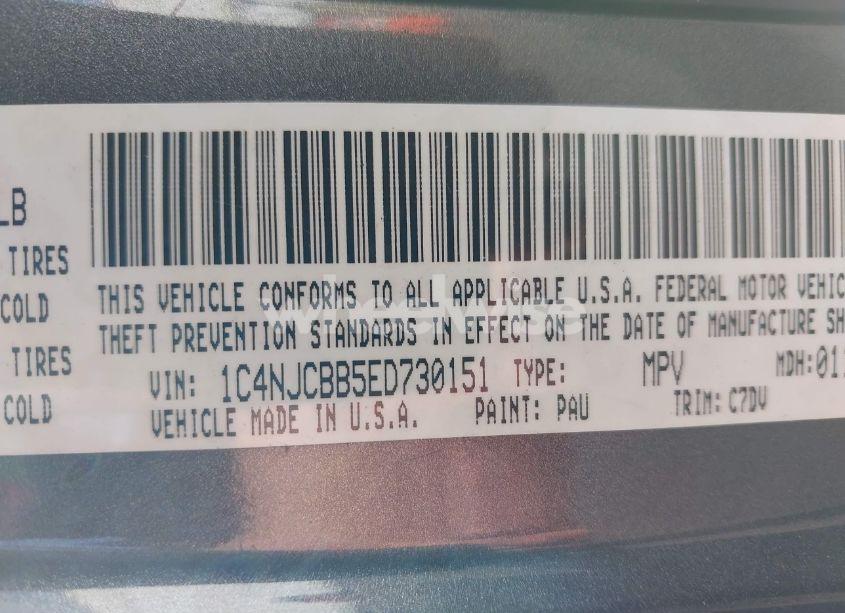 LB
TIRES
COLD
TIRES
COLD
THIS VEHICLE CONFORMS TO ALL APPLICABLE U.S.A. FEDERAL MOTOR VEHIC
THEFT PREVENTION STANDARDS IN EFFECT ON THE DATE OF MANUFACTURE SH
VIN: 1C4NJCBB5ED730151 TYPE: MPV MDH:01
VEHICLE MADE IN U.S.A. PAINT: PAU TRIM: C7DV
wheelwise